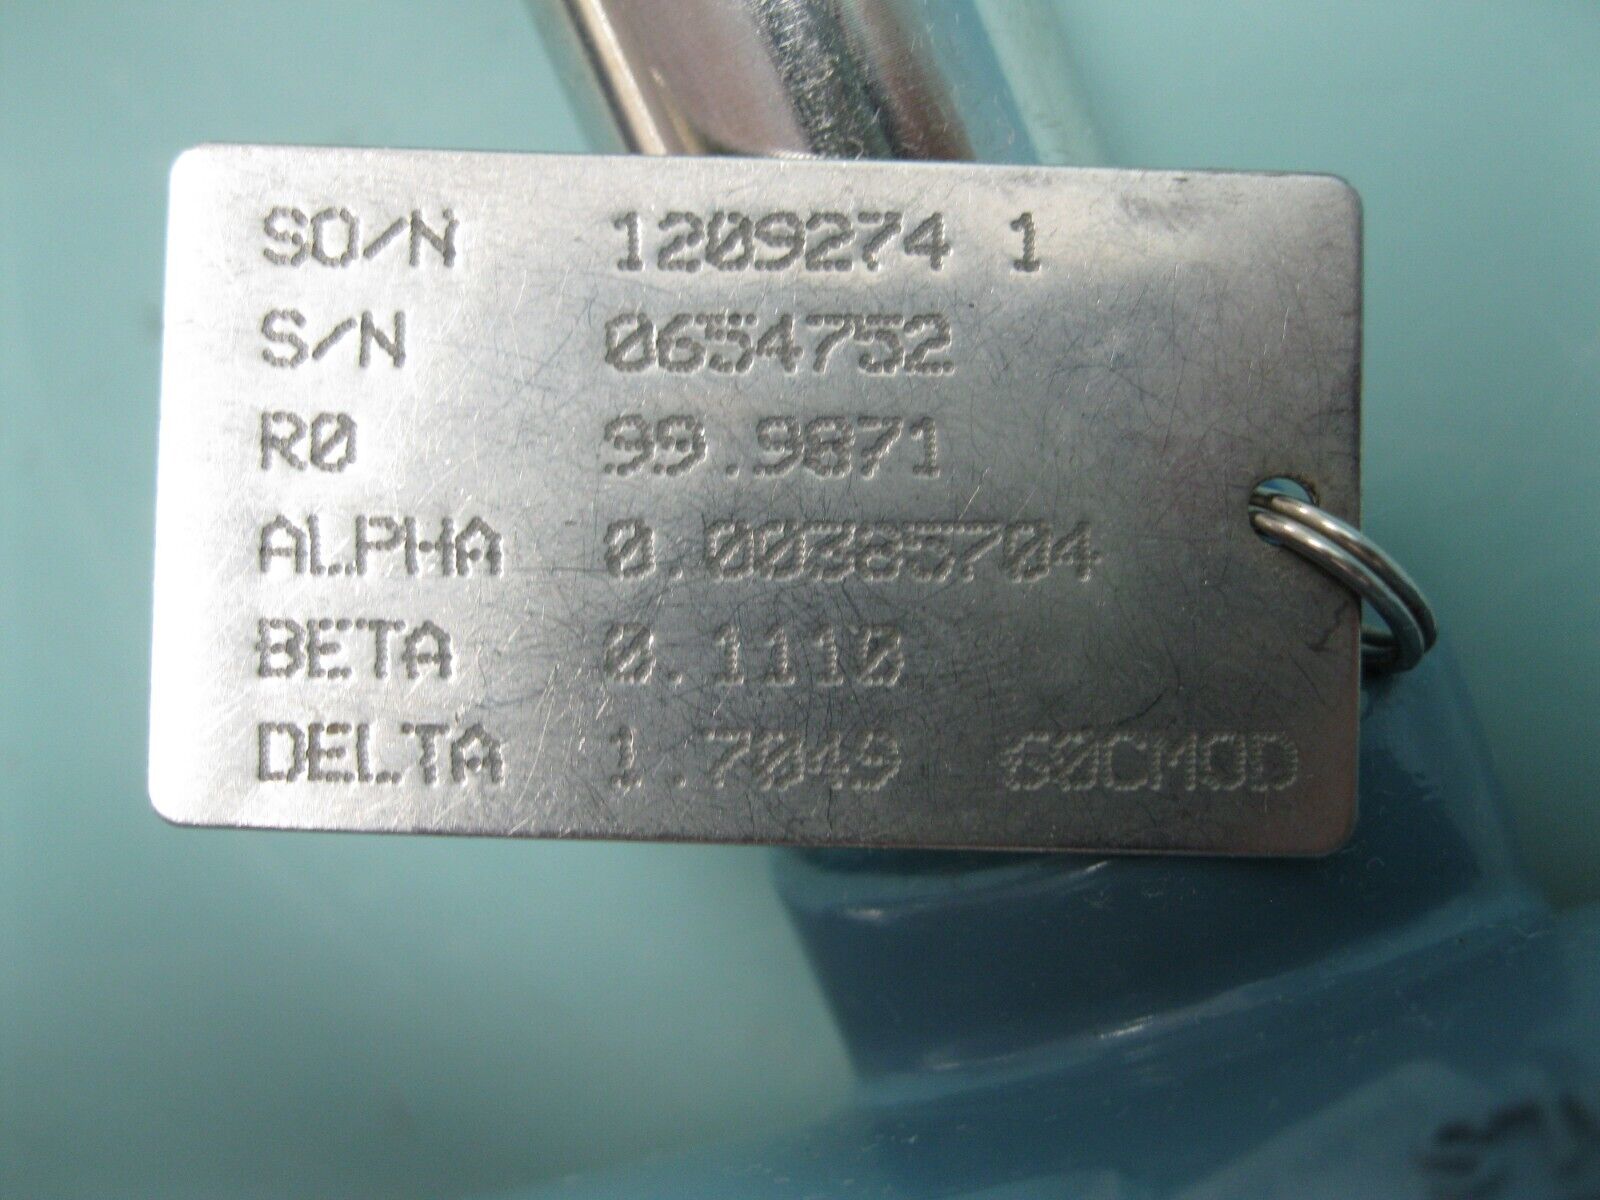 SO/N 1209274 1
S/N 0654752
R0 99.9871
ALPHA 0.00385704
BETA 0.1110
DELTA 1.7049 60CMOD